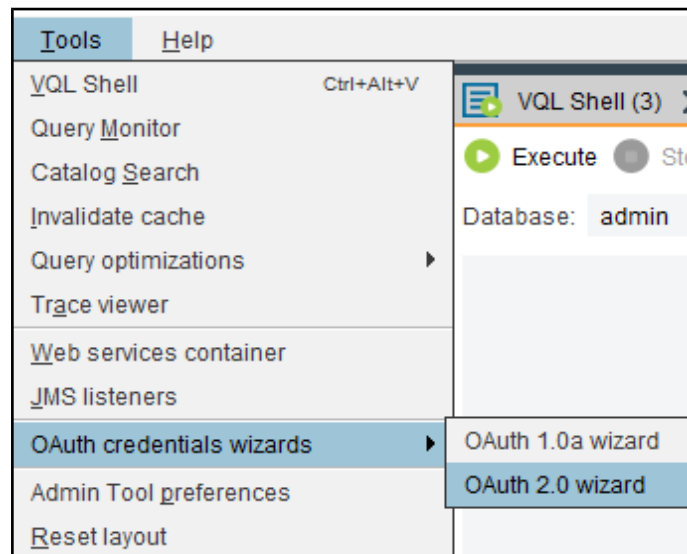 Tools Help
VQL Shell Ctrl+Alt+V
VQL Shell (3)
Query Monitor
Execute
Catalog Search
Invalidate cache
Database: admin
Query optimizations
Trace viewer
Web services container
JMS listeners
OAuth credentials wizards
OAuth 1.0a wizard
OAuth 2.0 wizard
Admin Tool preferences
Reset layout